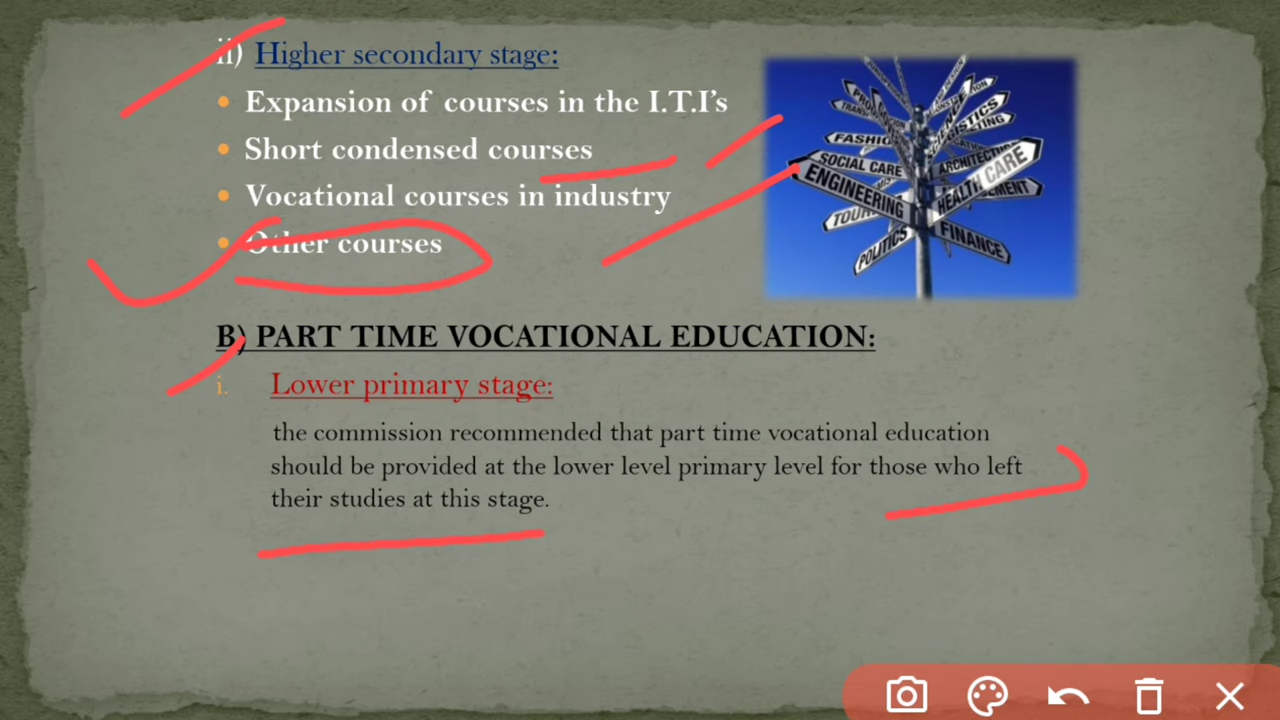 ii) Higher secondary stage:
• Expansion of courses in the I.T.I's
• Short condensed courses
• Vocational courses in industry
• Other courses
FASHION
SOCIAL CARE
ENGINEERING
POLITICS
ARCHITECTURE
HEALTH CARE
FINANCE
B) PART TIME VOCATIONAL EDUCATION:
i. Lower primary stage:
the commission recommended that part time vocational education
should be provided at the lower level primary level for those who left
their studies at this stage.